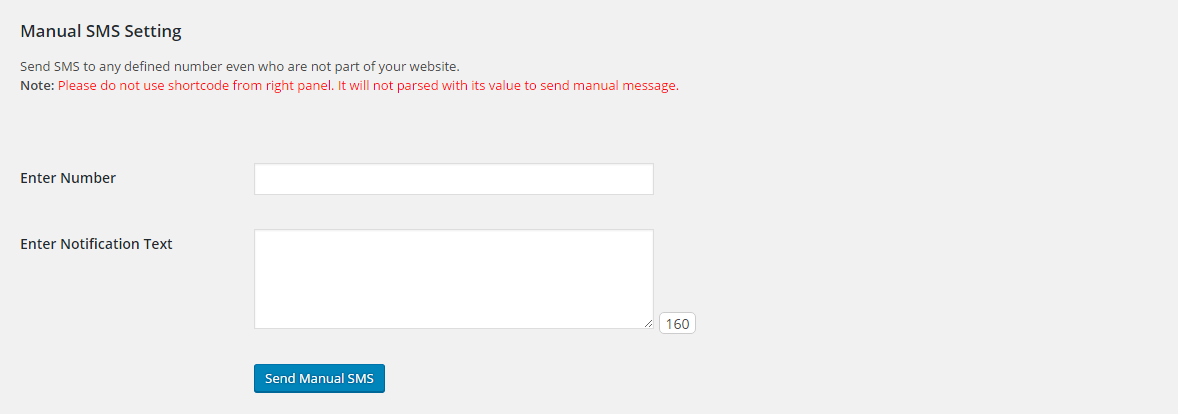 Manual SMS Setting
Send SMS to any defined number even who are not part of your website.
Note: Please do not use shortcode from right panel. It will not parsed with its value to send manual message.
Enter Number
Enter Notification Text
160
Send Manual SMS